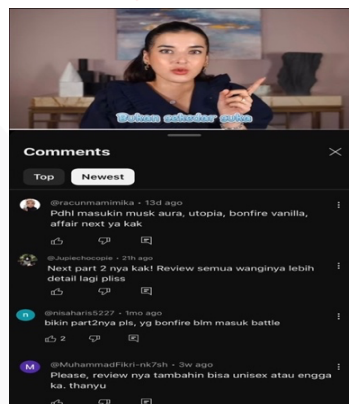 Bukan sekedar suka
Comments
Top Newest
@racunmamimika • 13d ago
Pdhl masukin musk aura, utopia, bonfire vanilla,
affair next ya kak
@Jupiechocopie • 21h ago
Next part 2 nya kak! Review semua wanginya lebih
detail lagi pliss
n
@nisaharis5227 • 1mo ago
bikin part2nya pls, yg bonfire blm masuk battle
2
M
@MuhammadFikri-nk7sh • 3w ago
Please, review nya tambahin bisa unisex atau engga
ka. thanyu